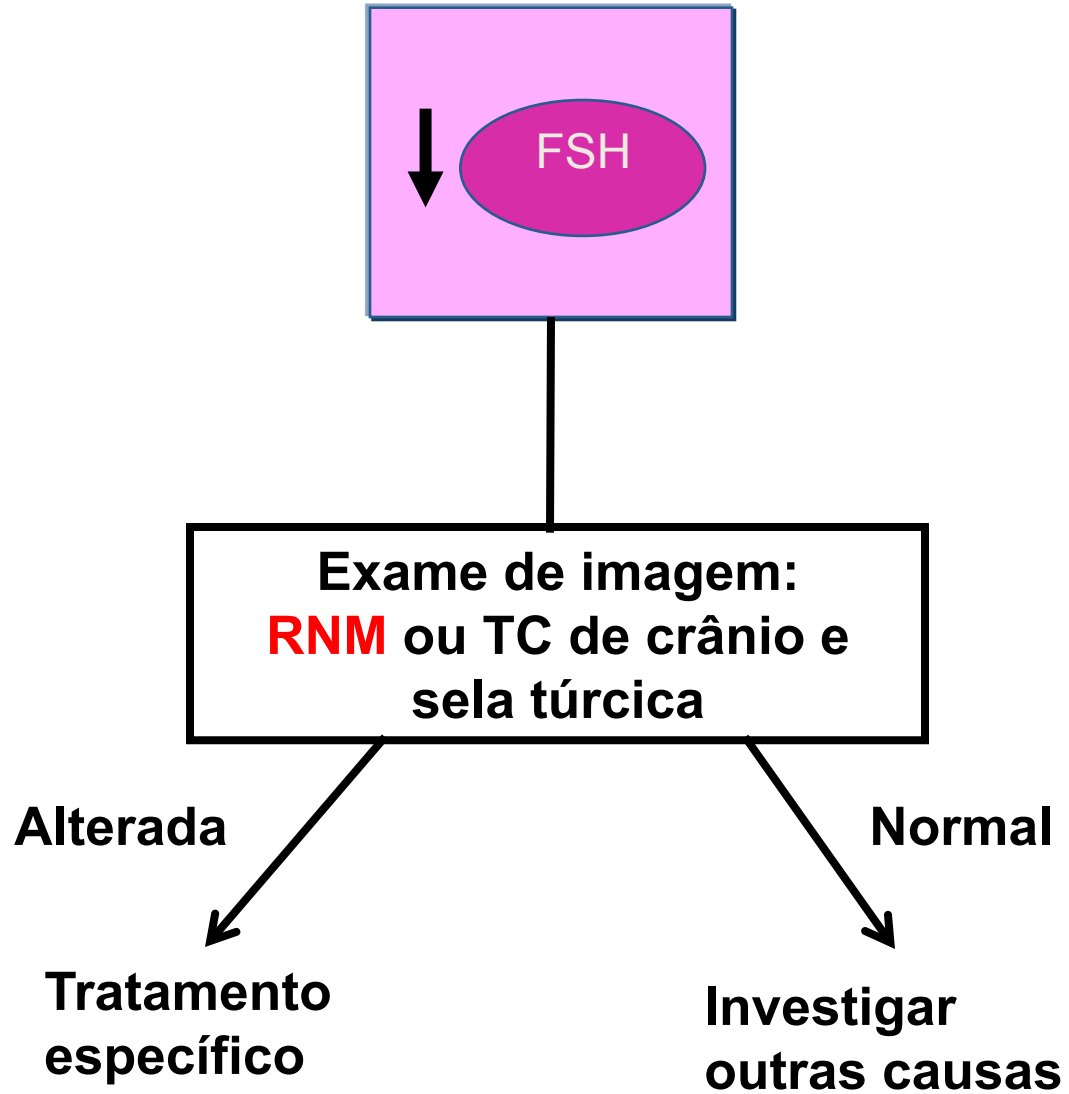 FSH
Exame de imagem:
RNM ou TC de crânio e
sela túrcica
Alterada
Normal
Tratamento
específico
Investigar
outras causas